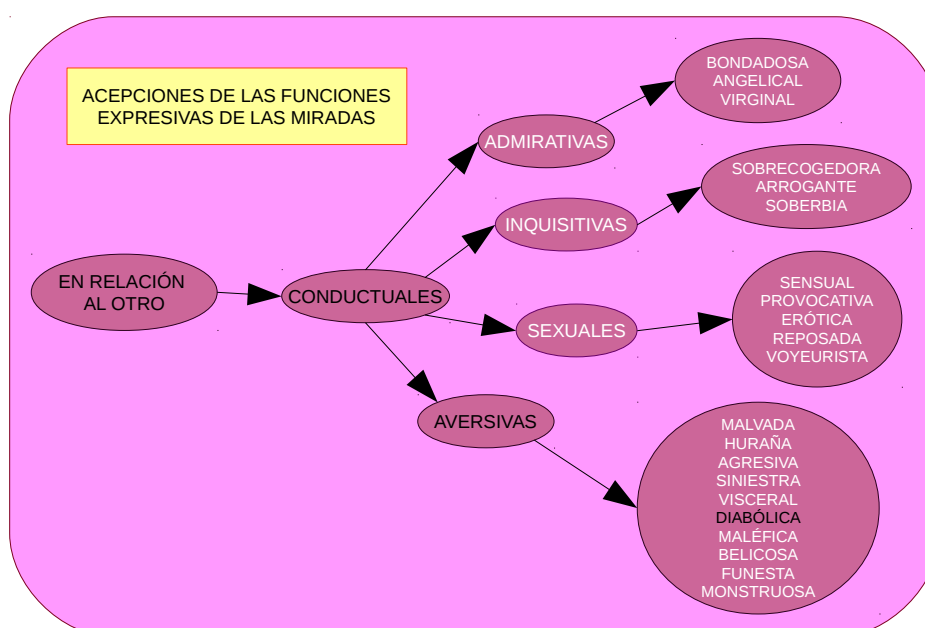 ACEPCIONES DE LAS FUNCIONES
EXPRESIVAS DE LAS MIRADAS
EN RELACIÓN
AL OTRO
CONDUCTUALES
ADMIRATIVAS
BONDADOSA
ANGELICAL
VIRGINAL
INQUISITIVAS
SOBRECOGEDORA
ARROGANTE
SOBERBIA
SEXUALES
SENSUAL
PROVOCATIVA
ERÓTICA
REPOSADA
VOYEURISTA
AVERSIVAS
MALVADA
HURAÑA
AGRESIVA
SINIESTRA
VISCERAL
DIABÓLICA
MALÉFICA
BELICOSA
FUNESTA
MONSTRUOSA